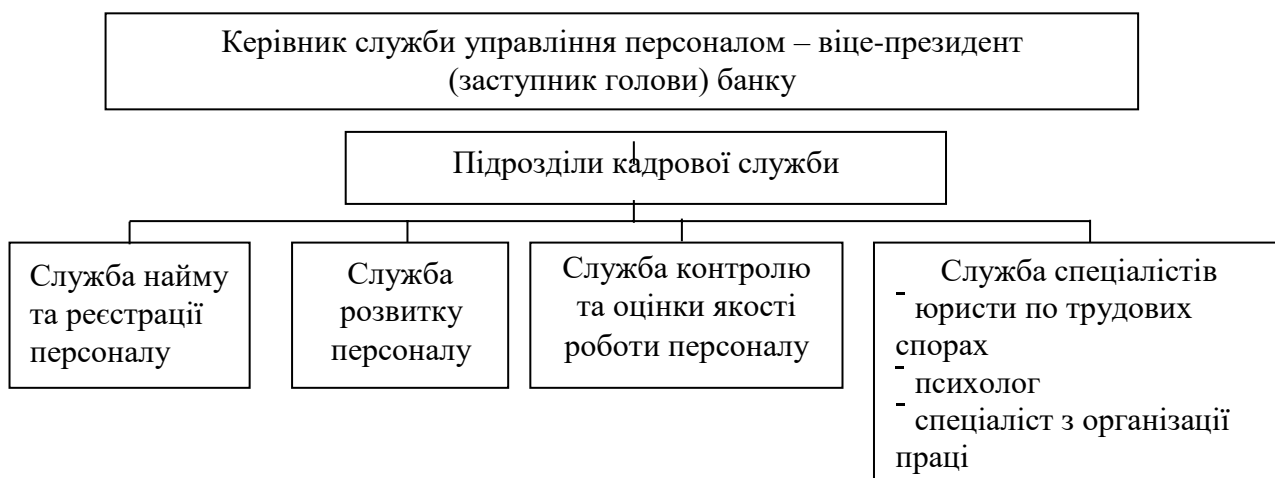 Керівник служби управління персоналом – віце-президент
(заступник голови) банку
Підрозділи кадрової служби
Служба найму
та реєстрації
персоналу
Служба
розвитку
персоналу
Служба контролю
та оцінки якості
роботи персоналу
Служба спеціалістів
- юристи по трудових
спорах
- психолог
- спеціаліст з організації
праці